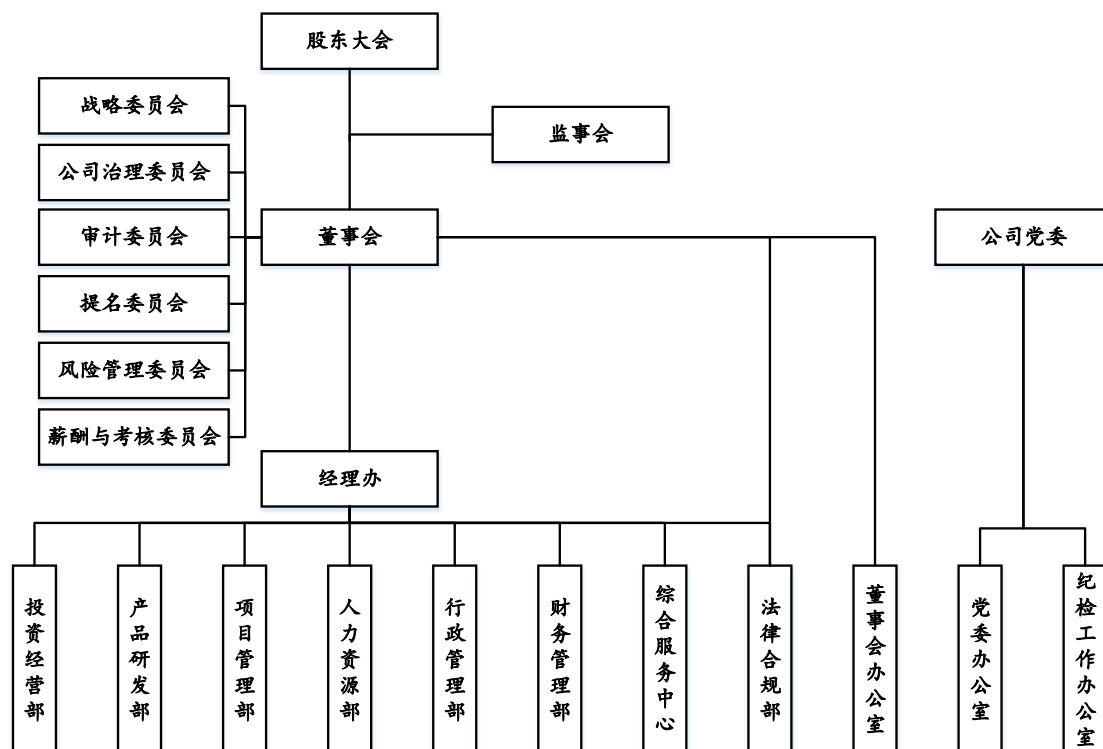 股东大会
战略委员会
监事会
公司治理委员会
审计委员会
董事会
公司党委
提名委员会
风险管理委员会
薪酬与考核委员会
经理办
投资经营部
产品研发部
项目管理部
人力资源部
行政管理部
财务管理部
综合服务中心
法律合规部
董事会办公室
党委办公室
纪检工作办公室